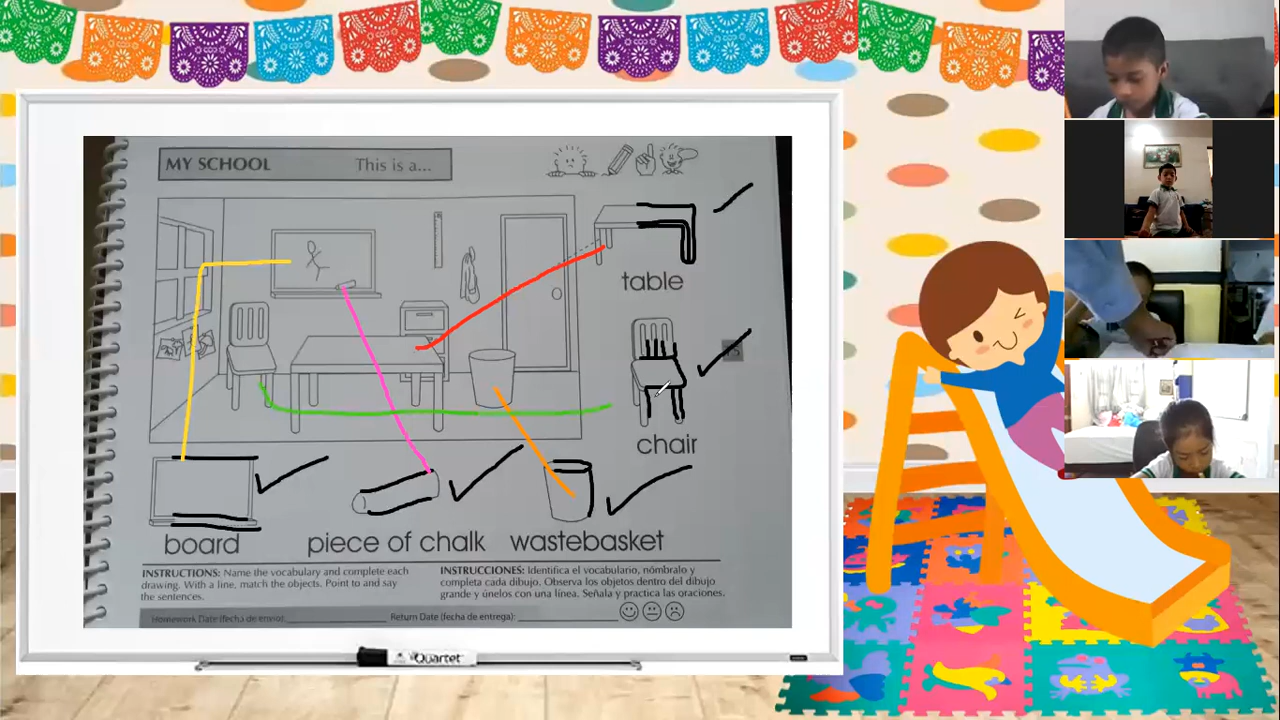 MY SCHOOL This is a...
table
chair
board piece of chalk wastebasket
INSTRUCTIONS: Name the vocabulary and complete each
drawing. With a line, match the objects. Point to and say
the sentences.
INSTRUCCIONES: Identifica el vocabulario, nómbralo y
completa cada dibujo. Observa los objetos dentro del dibujo
grande y únelos con una línea. Señala y practica las oraciones.
Homework Date (fecha de envío): Return Date (fecha de entrega):
Quartet